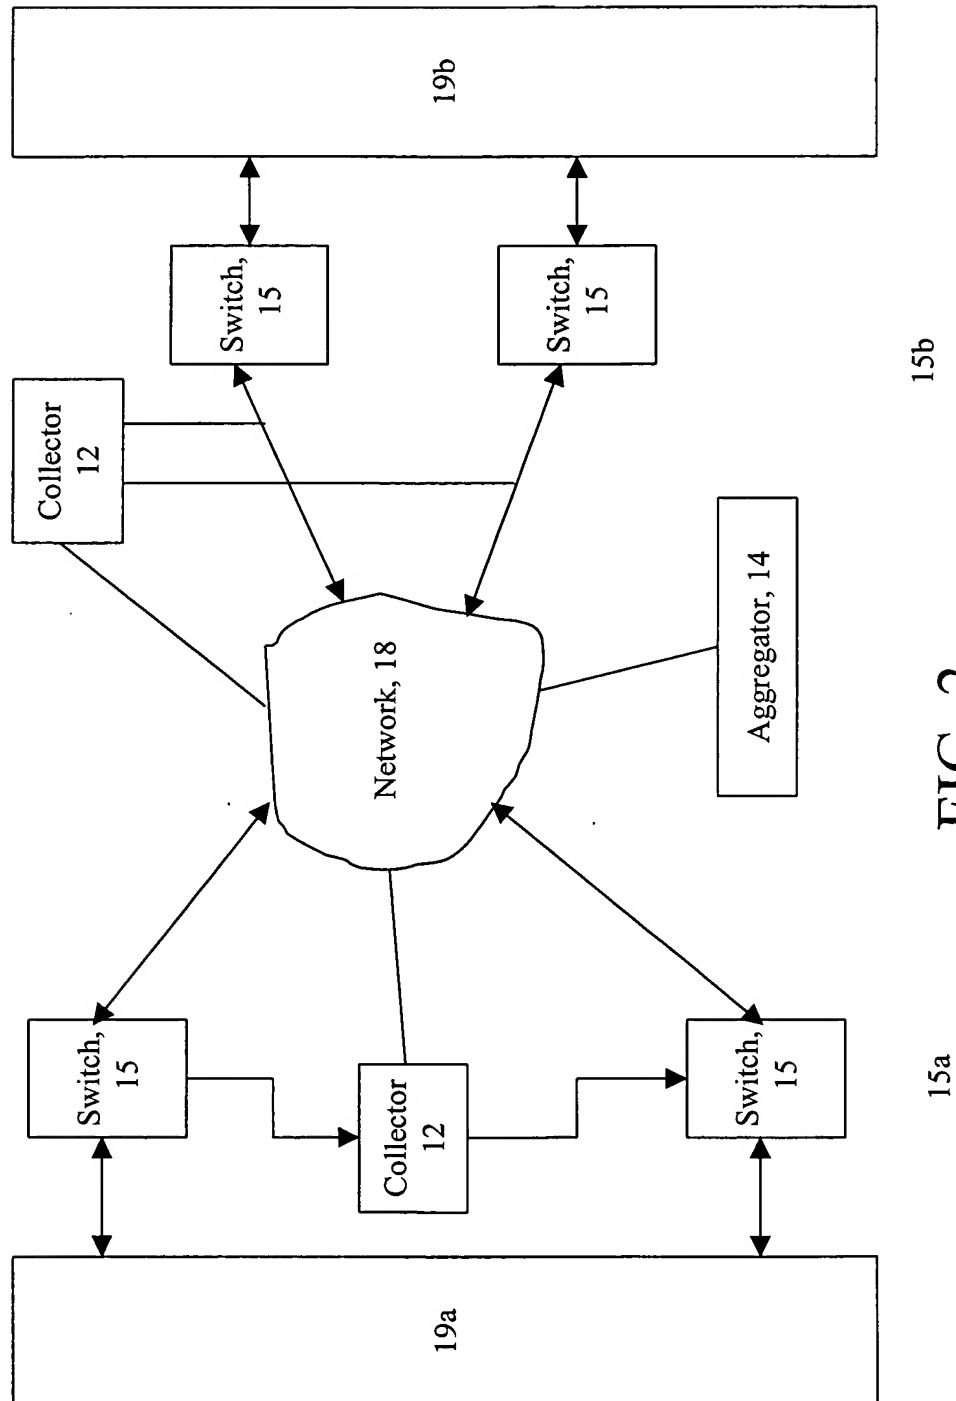 19a
Switch,
15
Collector
12
Switch,
15
15a
Network, 18
Aggregator, 14
Collector
12
Switch,
15
Switch,
15
15b
19b